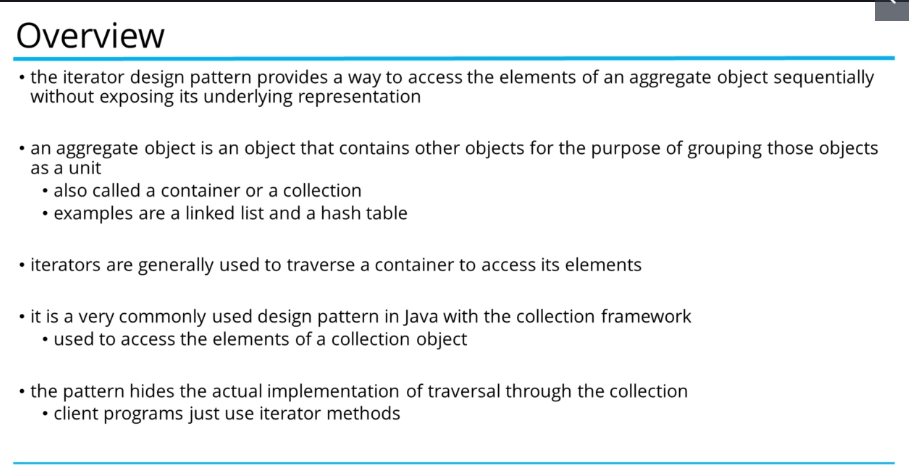 Overview
• the iterator design pattern provides a way to access the elements of an aggregate object sequentially
without exposing its underlying representation
• an aggregate object is an object that contains other objects for the purpose of grouping those objects
as a unit
• also called a container or a collection
• examples are a linked list and a hash table
• iterators are generally used to traverse a container to access its elements
• it is a very commonly used design pattern in Java with the collection framework
• used to access the elements of a collection object
• the pattern hides the actual implementation of traversal through the collection
• client programs just use iterator methods